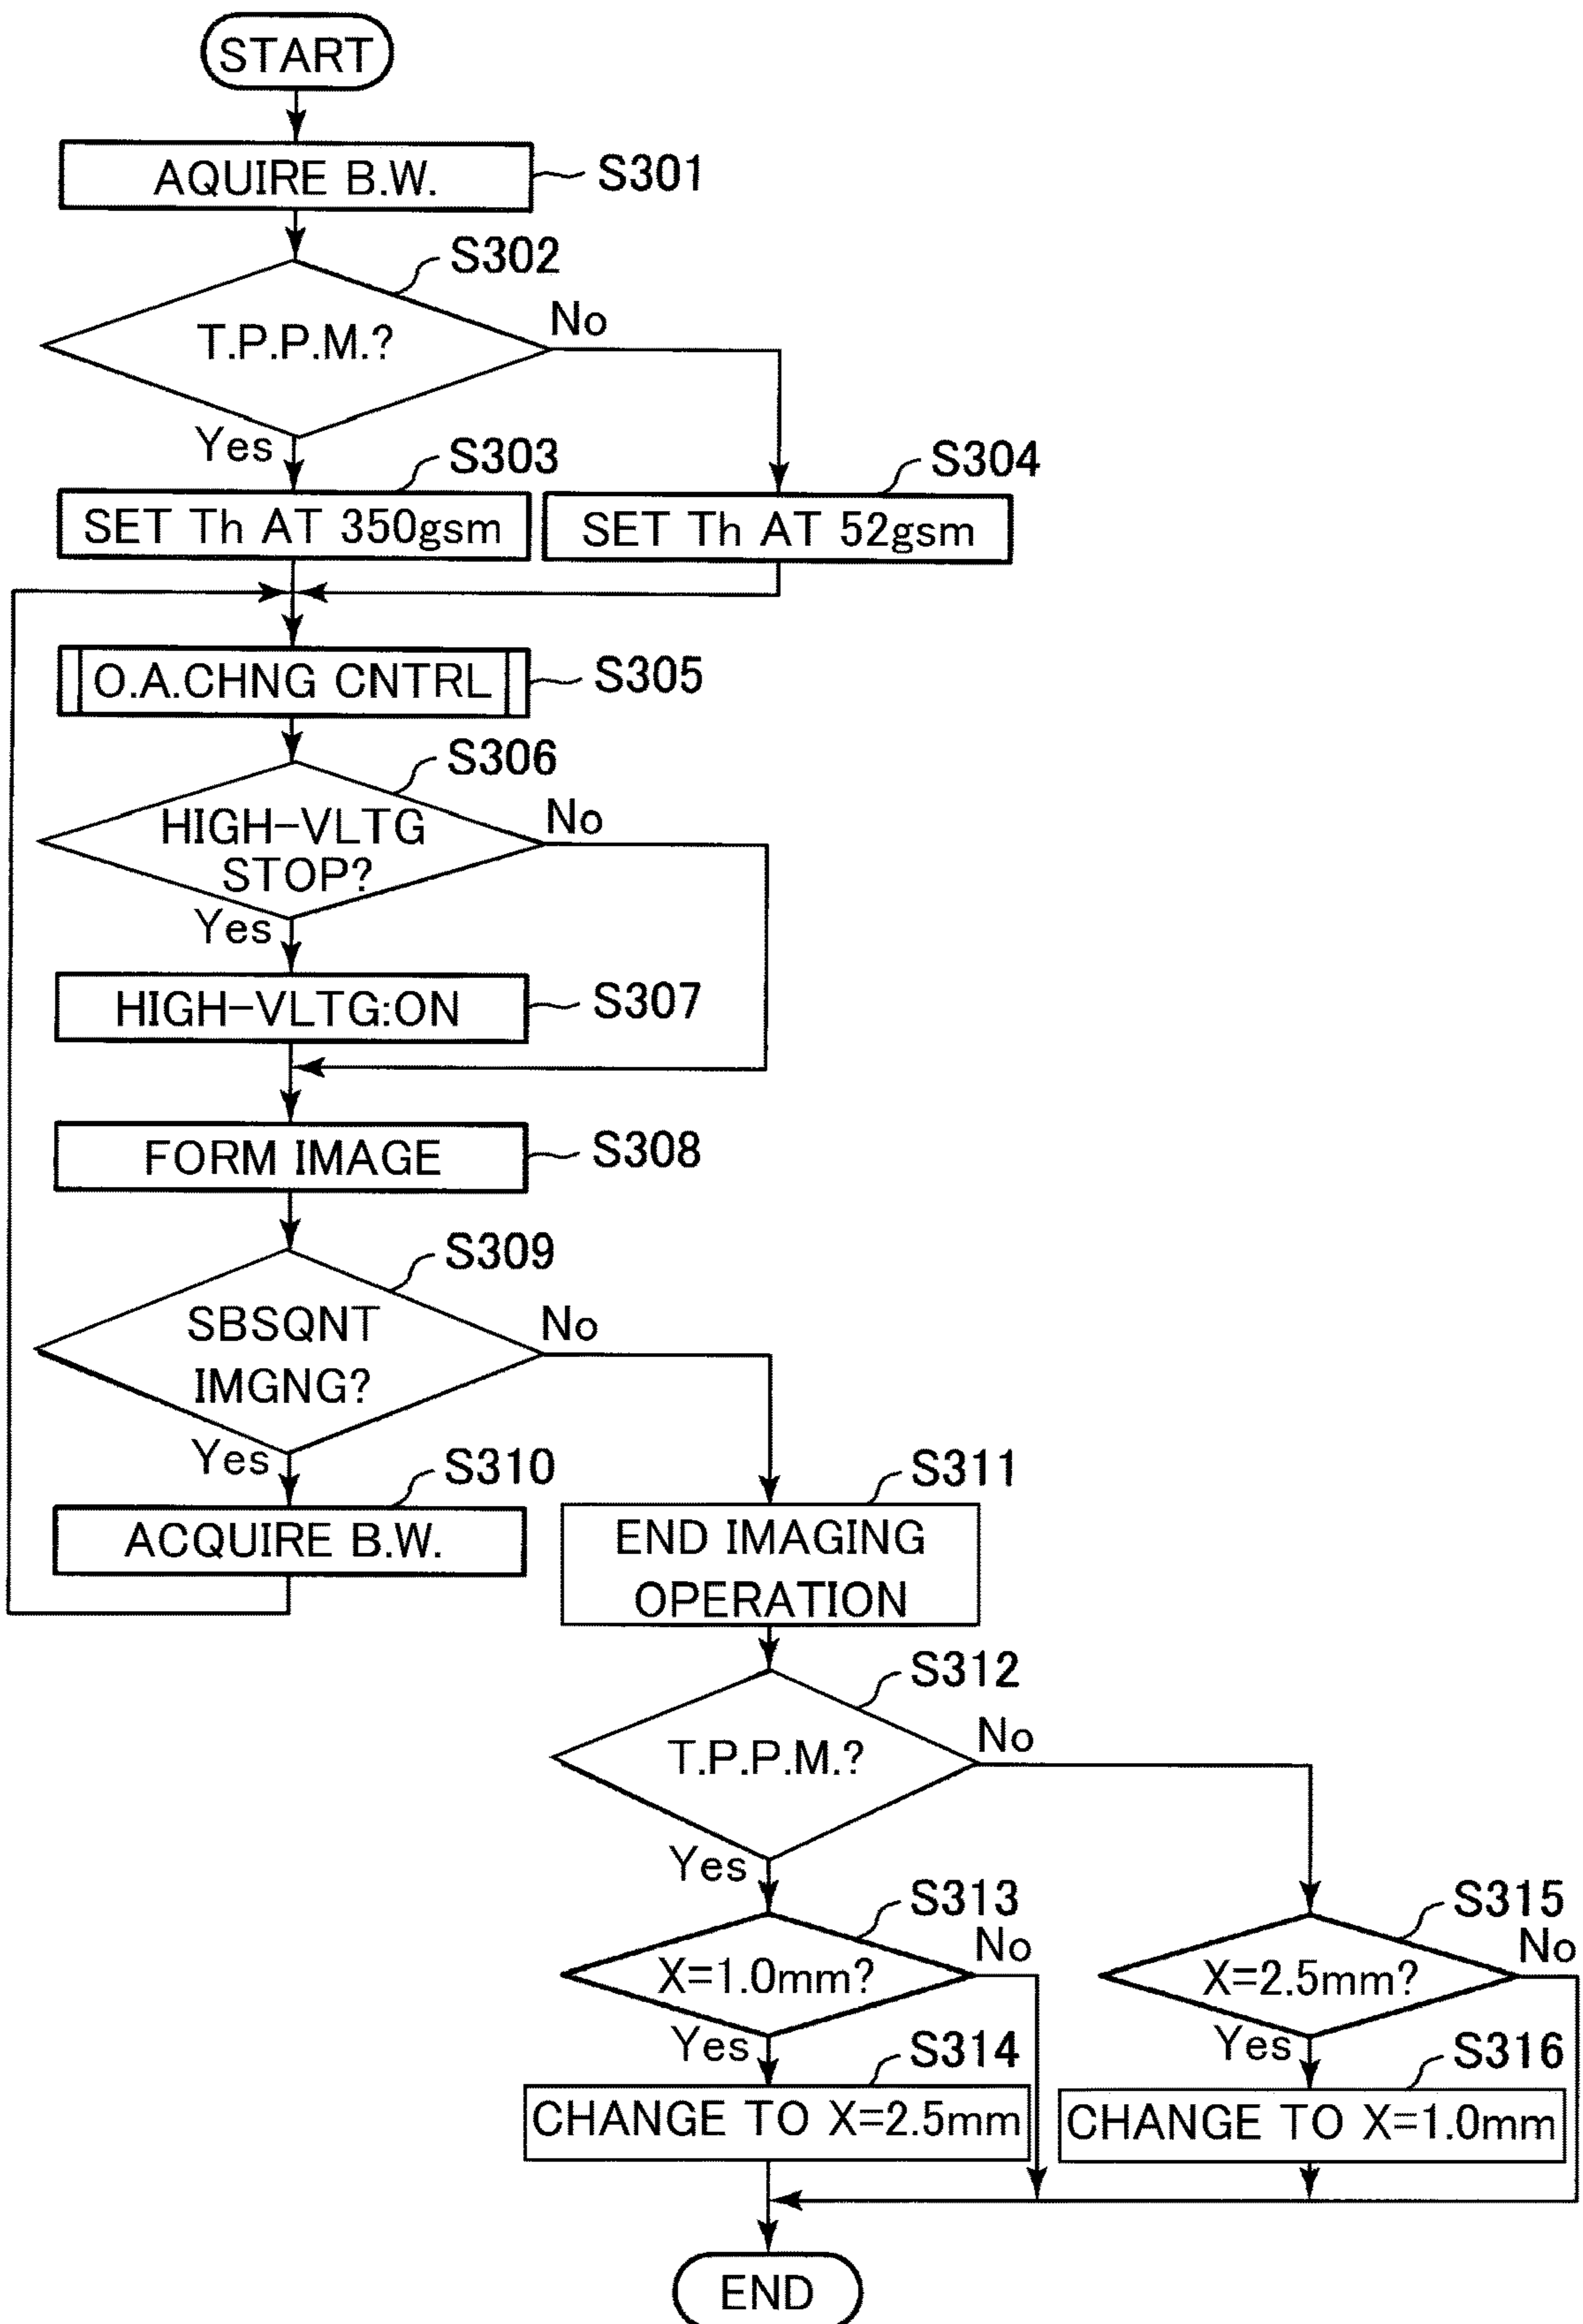 START
AQUIRE B.W.
S301
S302
T.P.P.M.?
No
Yes
S303
SET Th AT 350gsm
S304
SET Th AT 52gsm
O.A.CHNG CNTRL
S305
S306
HIGH-VLTG
STOP?
No
Yes
HIGH-VLTG:ON
S307
FORM IMAGE
S308
S309
SBSQNT
IMGNG?
No
Yes
S310
ACQUIRE B.W.
S311
END IMAGING
OPERATION
S312
T.P.P.M.?
No
Yes
S313
X=1.0mm?
No
Yes
S314
CHANGE TO X=2.5mm
S315
X=2.5mm?
No
Yes
S316
CHANGE TO X=1.0mm
END